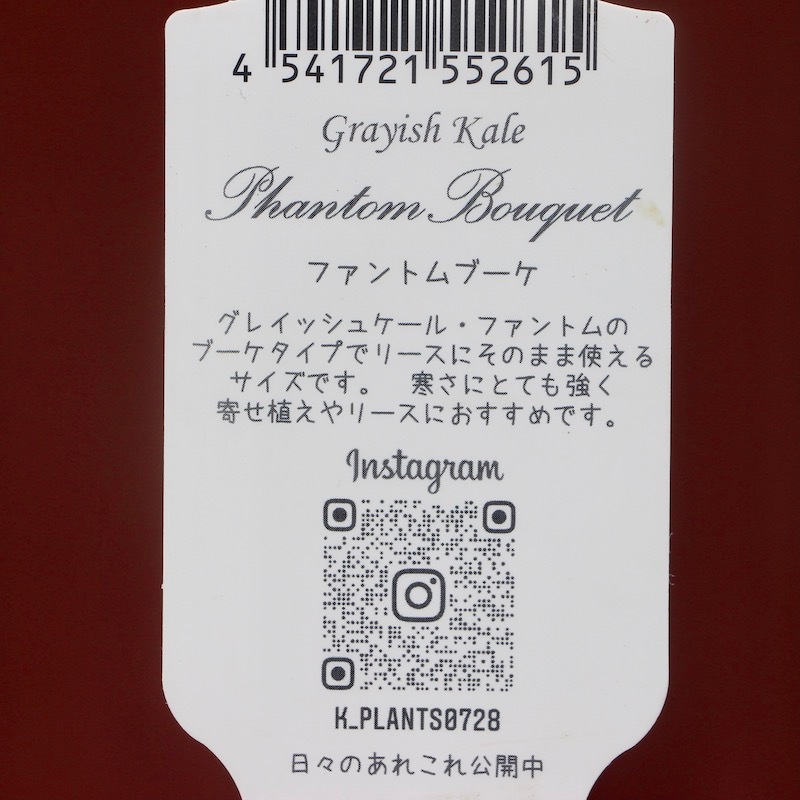 4 541721 552615
Grayish Kale
Phantom Bouquet
ファントムブーケ
グレイッシュケール・ファントムの
ブーケタイプでリースにそのまま使える
サイズです。 寒さにとても強く
寄せ植えやリースにおすすめです。
Instagram
K_PLANTS0728
日々のあれこれ公開中